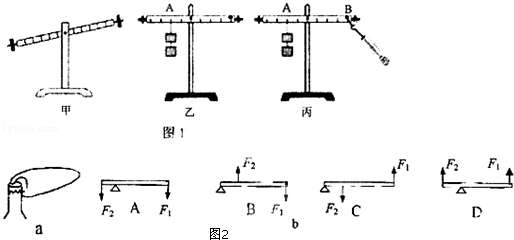 A A B
甲 乙 丙
图1
F₂ F₁ F₂ F₁ F₂ F₁ F₂ F₁
a A B C D
b
图2